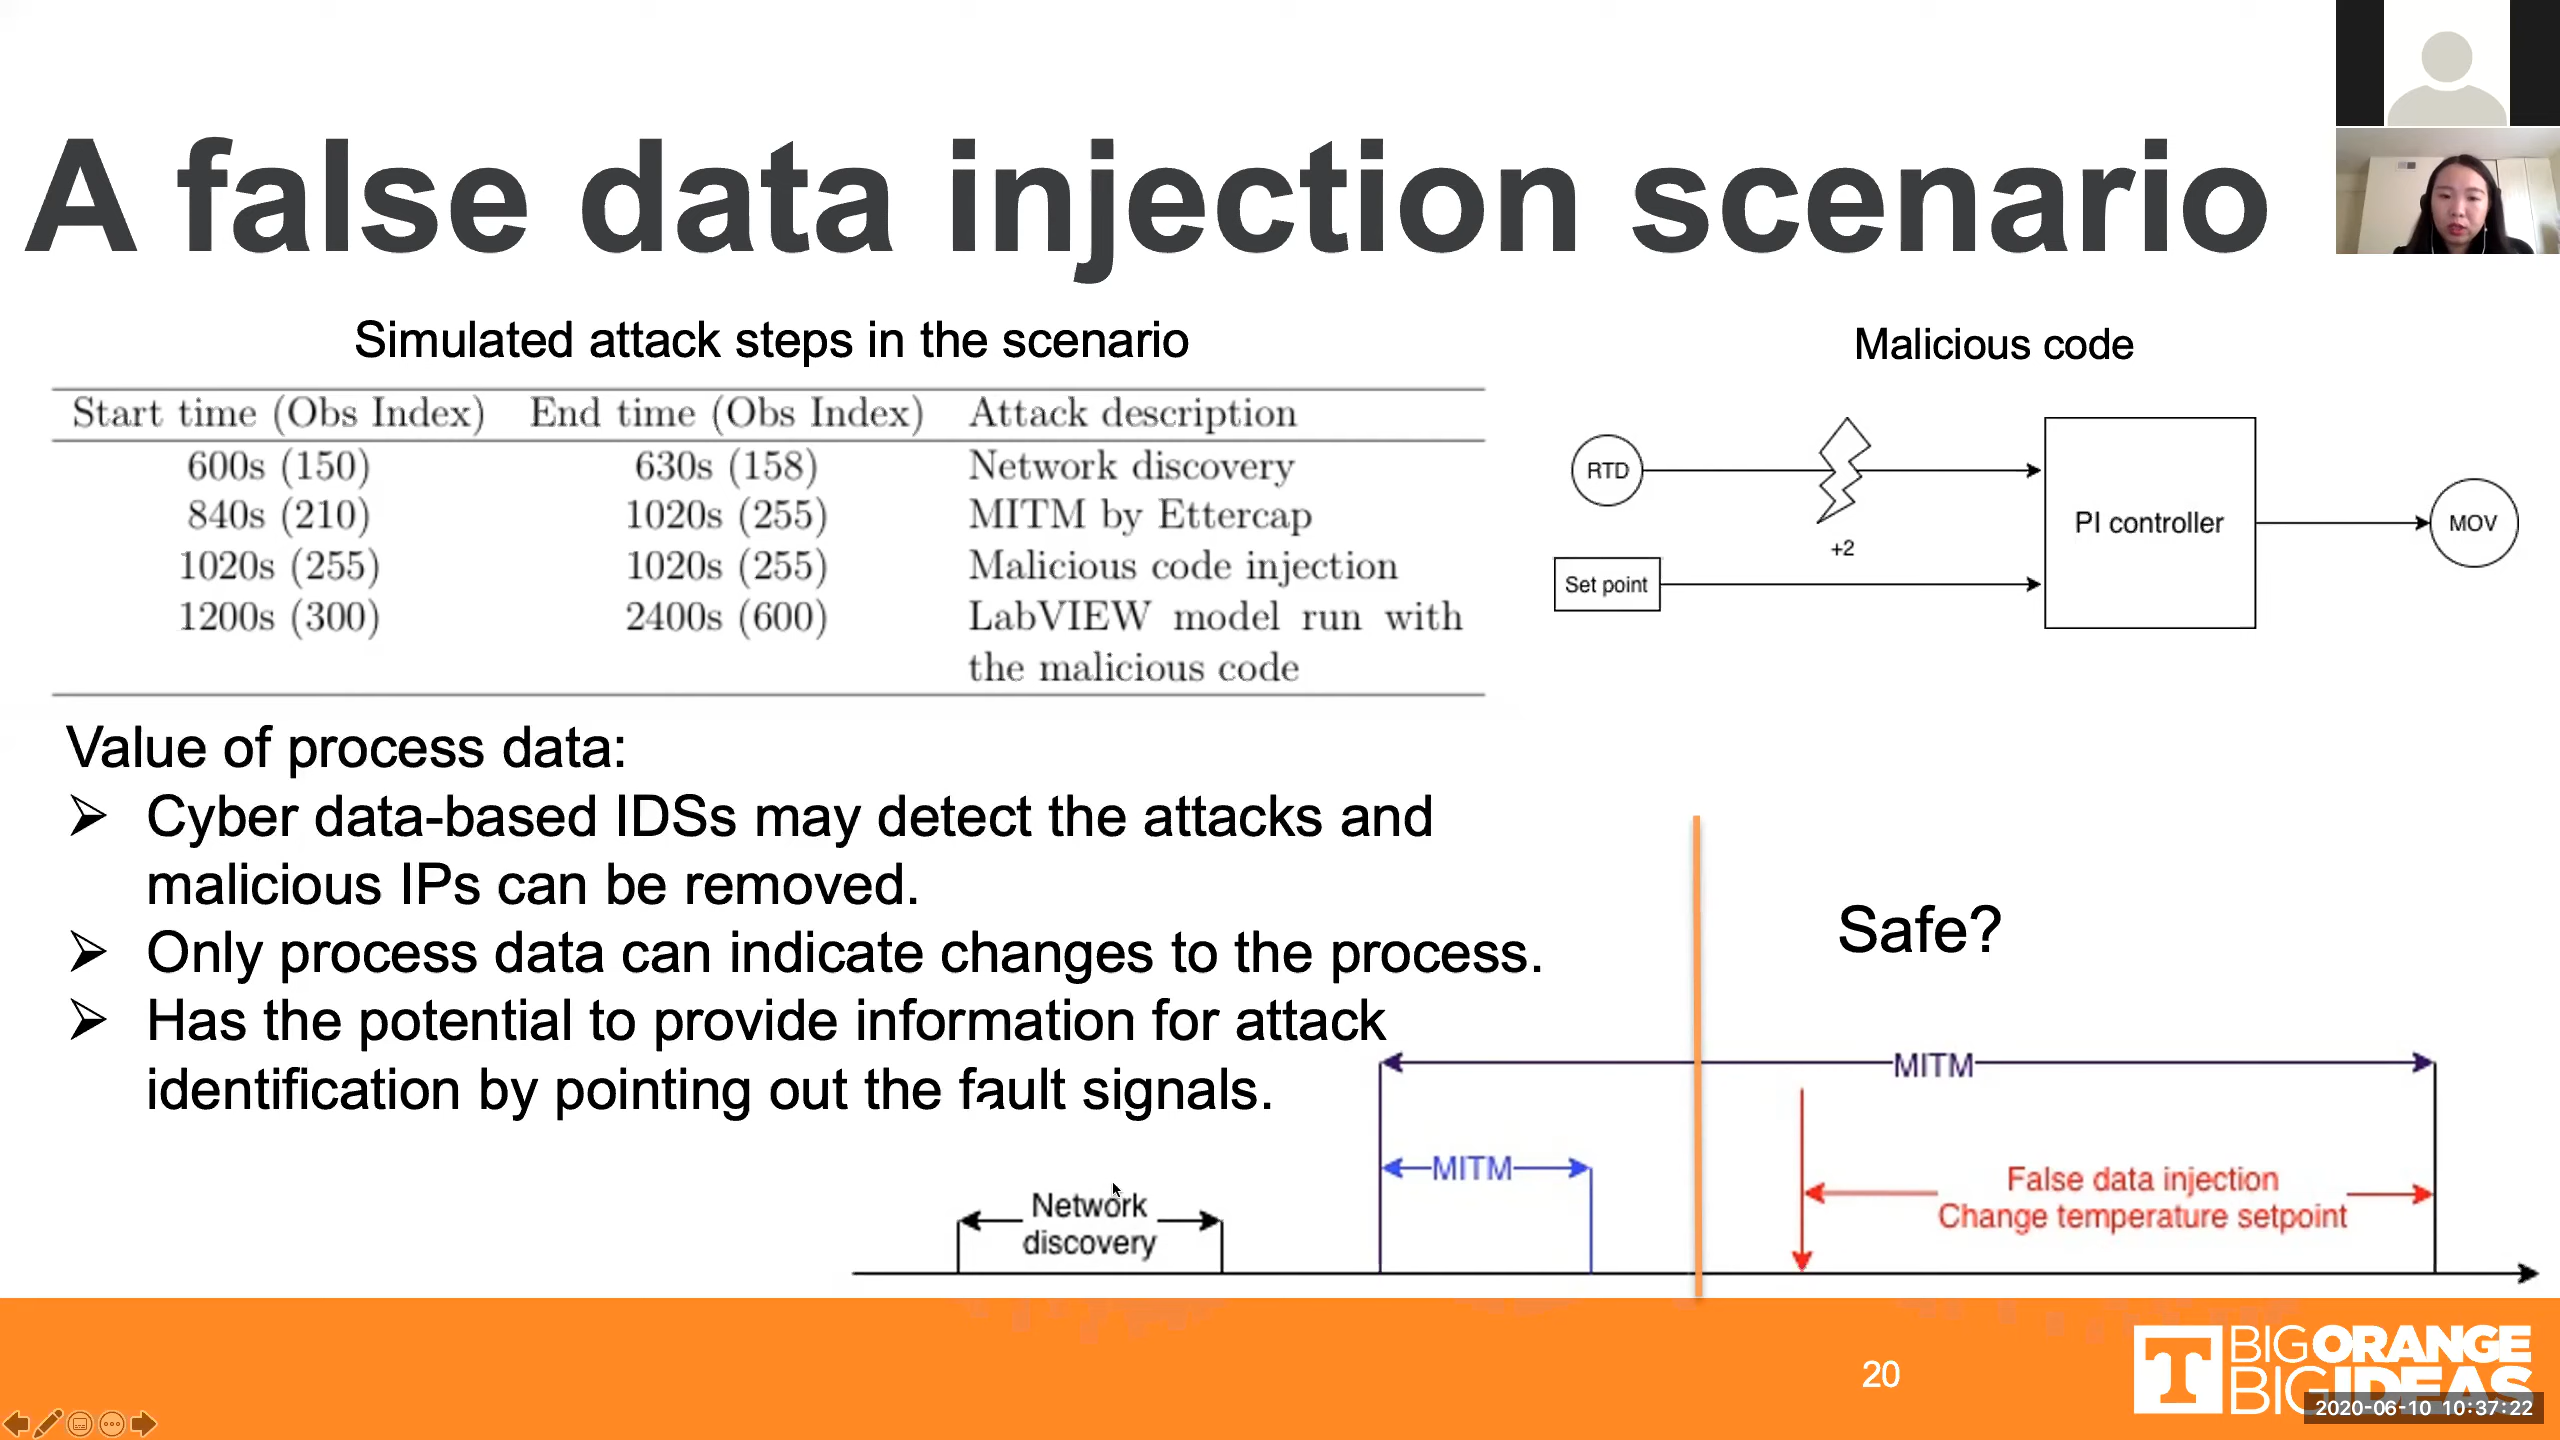 A false data injection scenario
Simulated attack steps in the scenario
Start time (Obs Index) End time (Obs Index) Attack description
600s (150) 630s (158) Network discovery
840s (210) 1020s (255) MITM by Ettercap
1020s (255) 1020s (255) Malicious code injection
1200s (300) 2400s (600) LabVIEW model run with
the malicious code
Malicious code
RTD
+2
Set point
PI controller
MOV
Value of process data:
➢ Cyber data-based IDSs may detect the attacks and
malicious IPs can be removed.
➢ Only process data can indicate changes to the process.
➢ Has the potential to provide information for attack
identification by pointing out the fault signals.
Safe?
MITM
MITM
Network
discovery
False data injection
Change temperature setpoint
20
BIG ORANGE
BIG IDEAS
2020-06-10 10:37:22